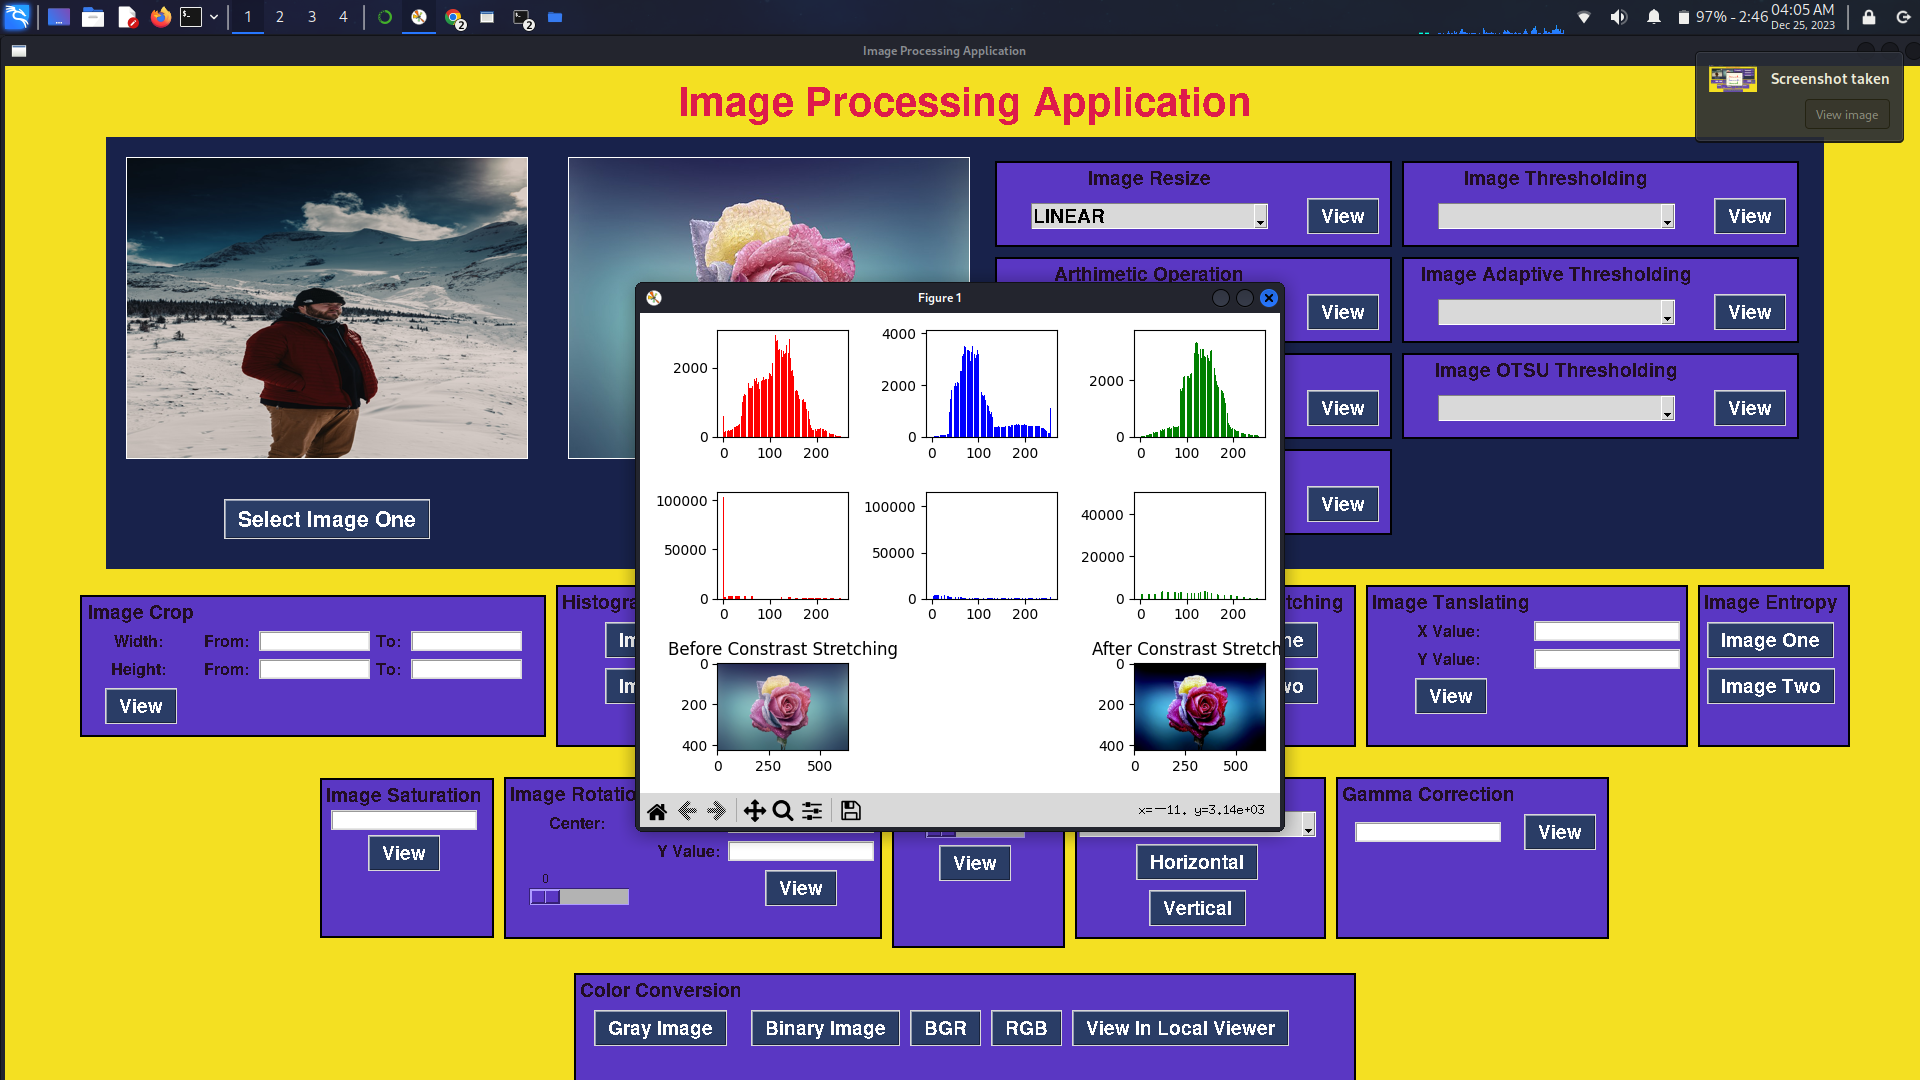 1 2 3 4 2 2 97% - 2:46 04:05 AM
Dec 25, 2023
Image Processing Application
Screenshot taken
View image
Image Processing Application
Image Resize
LINEAR
View
Image Thresholding
View
Arthimetic Operation
View
Image Adaptive Thresholding
View
View
Image OTSU Thresholding
View
View
Select Image One
Figure 1
2000
0
0 100 200
4000
2000
0
0 100 200
2000
0
0 100 200
100000
50000
0
0 100 200
100000
50000
0
0 100 200
40000
20000
0
0 100 200
Before Constrast Stretching
0
200
400
0 250 500
After Constrast Stretch
0
200
400
0 250 500
x=−11. y=3.14e+03
Image Crop
Width: From: To:
Height: From: To:
View
Histogra
Im
Im
tching
ne
wo
Image Tanslating
X Value:
Y Value:
View
Image Entropy
Image One
Image Two
Image Saturation
View
Image Rotatio
Center:
Y Value:
0
View
View
Horizontal
Vertical
Gamma Correction
View
Color Conversion
Gray Image Binary Image BGR RGB View In Local Viewer